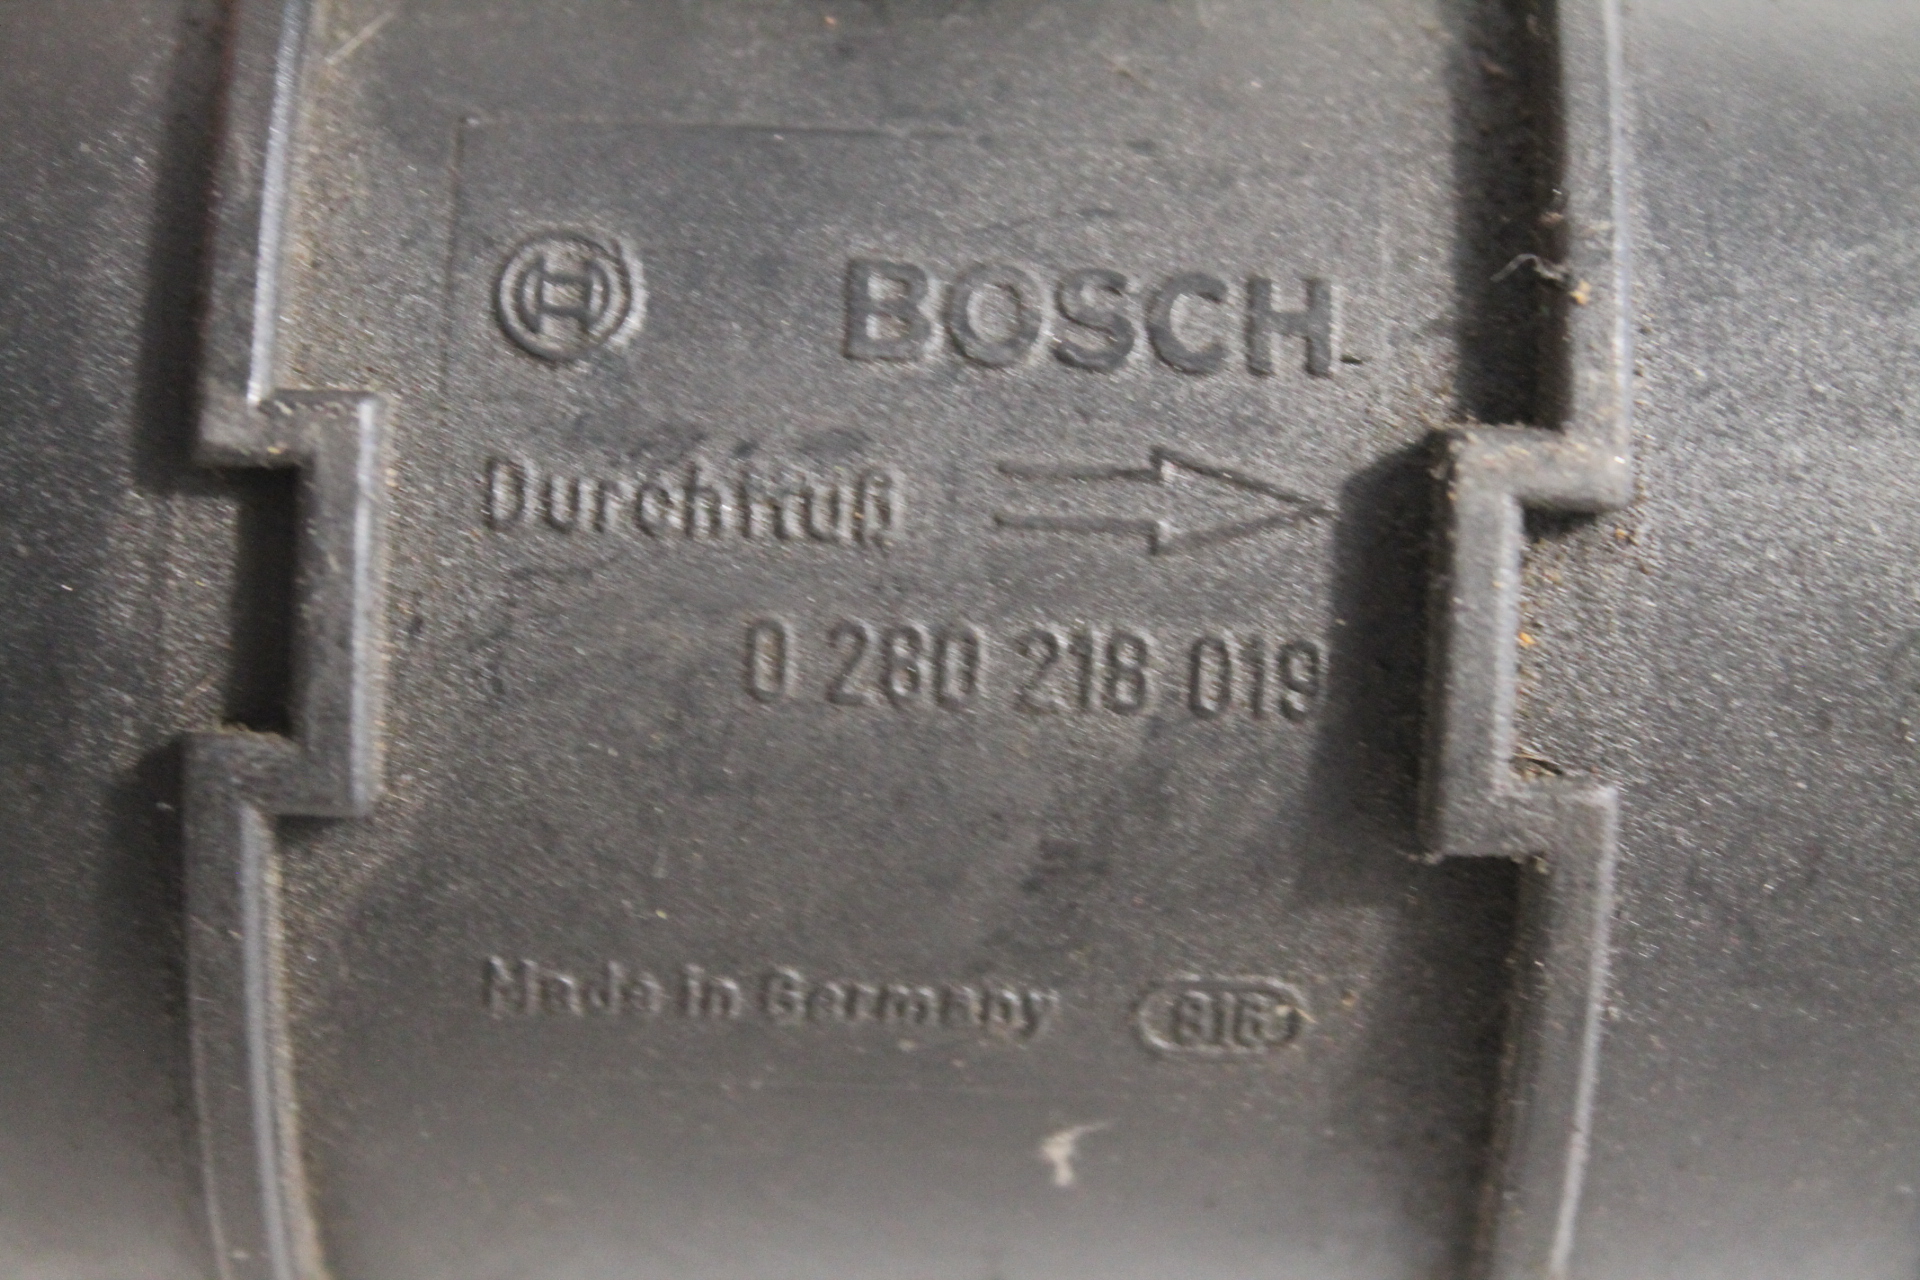 BOSCH
Durchfluß
0 280 218 019
Made in Germany